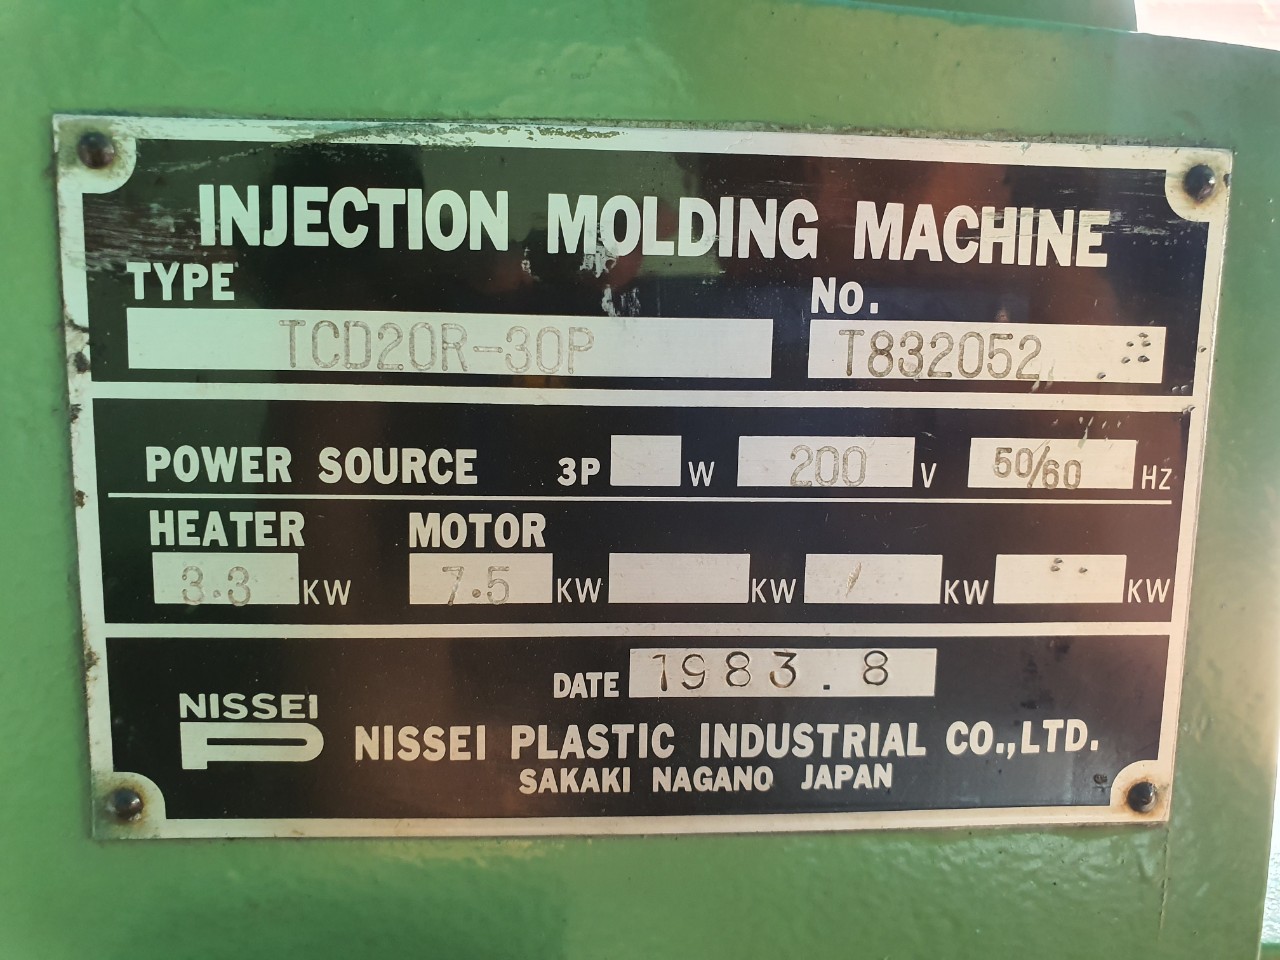 INJECTION MOLDING MACHINE
TYPE NO.
TCD20R-30P T832052
POWER SOURCE 3P W 200 V 50/60 HZ
HEATER MOTOR
3.3 KW 7.5 KW KW / KW KW
DATE 1983.8
NISSEI
NISSEI PLASTIC INDUSTRIAL CO.,LTD.
SAKAKI NAGANO JAPAN